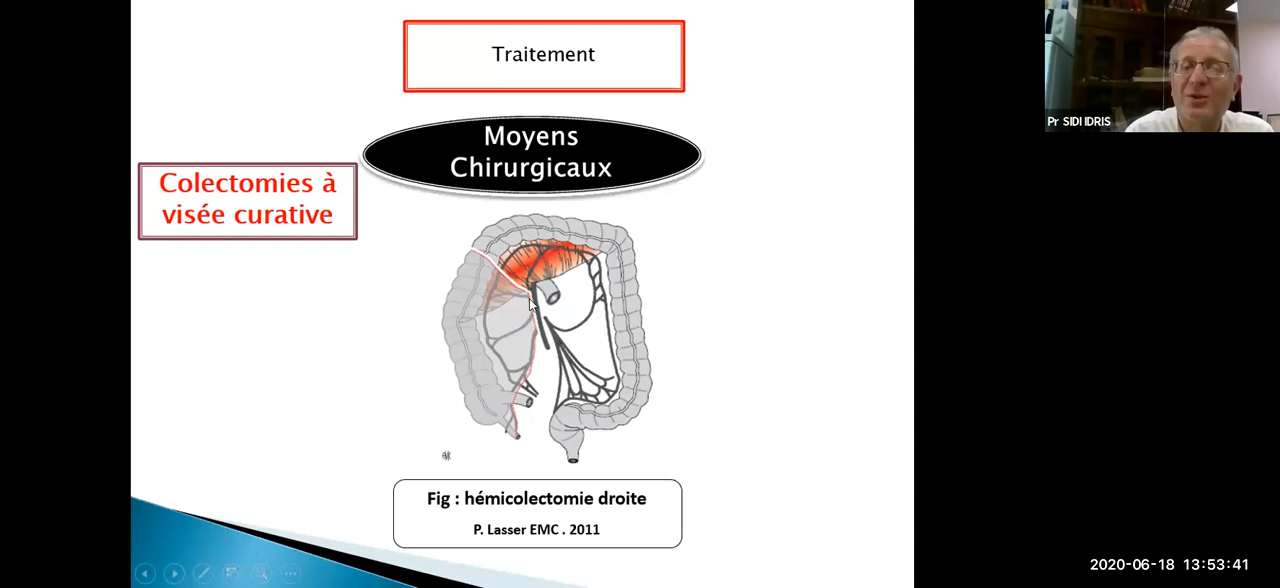 Traitement
Moyens
Chirurgicaux
Colectomies à
visée curative
Fig : hémicolectomie droite
P. Lasser EMC . 2011
Pr SIDI IDRIS
2020-06-18 13:53:41